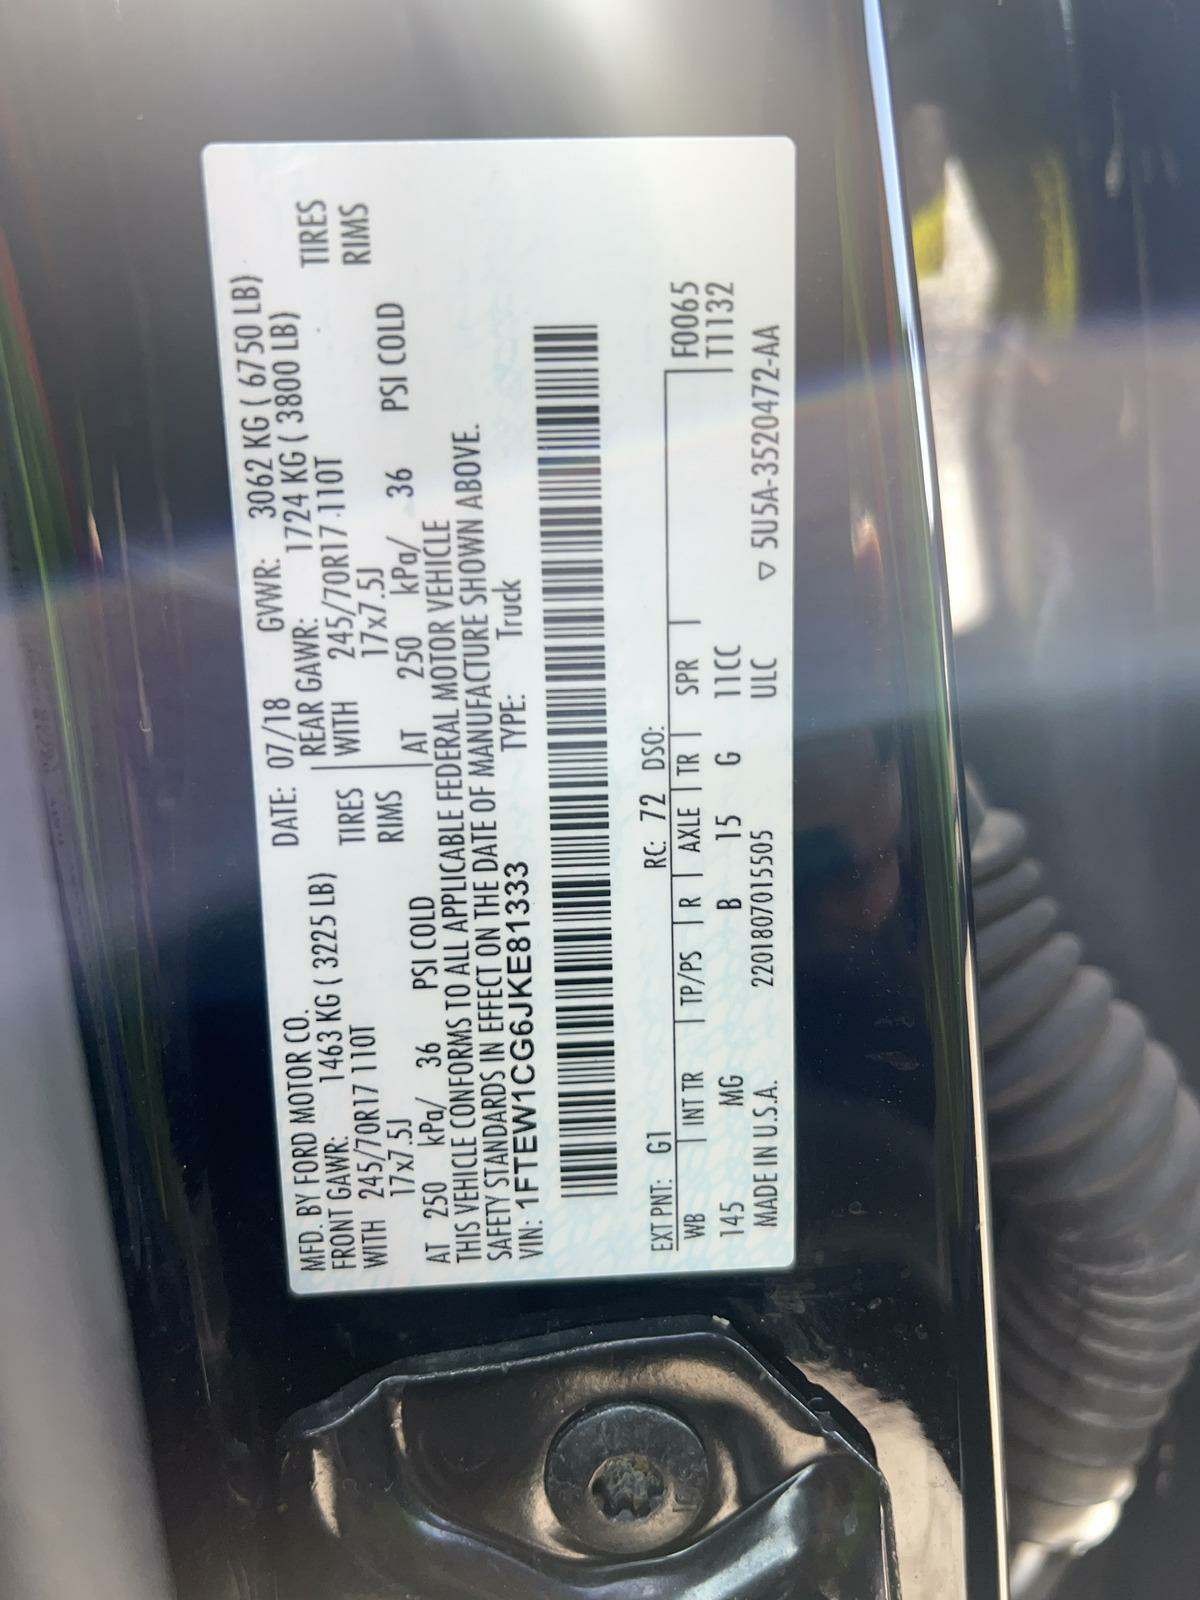 MFD. BY FORD MOTOR CO. DATE: 07/18 GVWR: 3062 KG ( 6750 LB)
FRONT GAWR: 1463 KG ( 3225 LB) REAR GAWR: 1724 KG ( 3800 LB)
WITH 245/70R17 110T TIRES WITH 245/70R17 110T TIRES
17x7.5J RIMS 17x7.5J RIMS
AT 250 kPa/ 36 PSI COLD AT 250 kPa/ 36 PSI COLD
THIS VEHICLE CONFORMS TO ALL APPLICABLE FEDERAL MOTOR VEHICLE
SAFETY STANDARDS IN EFFECT ON THE DATE OF MANUFACTURE SHOWN ABOVE.
VIN: 1FTEW1CG6JKE81333 TYPE: Truck
EXT PNT: G1 RC: 72 DSO:
WB INT TR TP/PS R AXLE TR SPR F0065
145 MG B 15 G 11CC T1132
MADE IN U.S.A. 220180701550​5 ULC ▽ 5U5A-3520472-AA